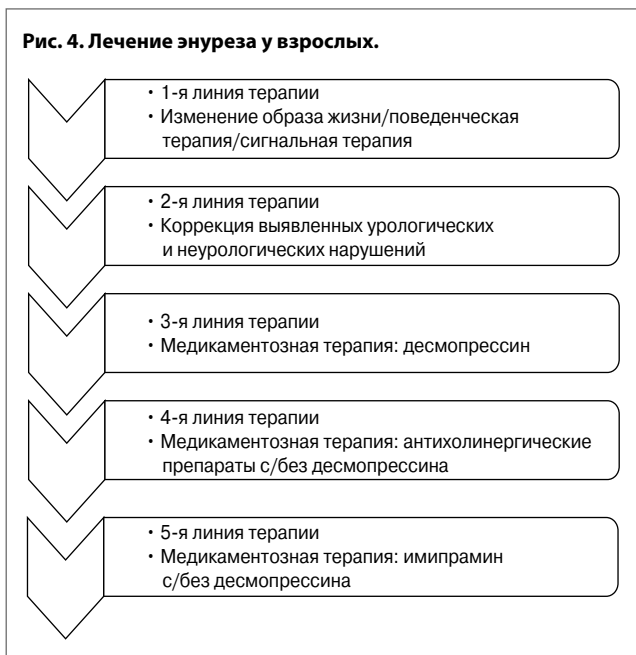 Рис. 4. Лечение энуреза у взрослых.
• 1-я линия терапии
• Изменение образа жизни/поведенческая
терапия/сигнальная терапия
• 2-я линия терапии
• Коррекция выявленных урологических
и неврологических нарушений
• 3-я линия терапии
• Медикаментозная терапия: десмопрессин
• 4-я линия терапии
• Медикаментозная терапия: антихолинергические
препараты с/без десмопрессина
• 5-я линия терапии
• Медикаментозная терапия: имипрамин
с/без десмопрессина